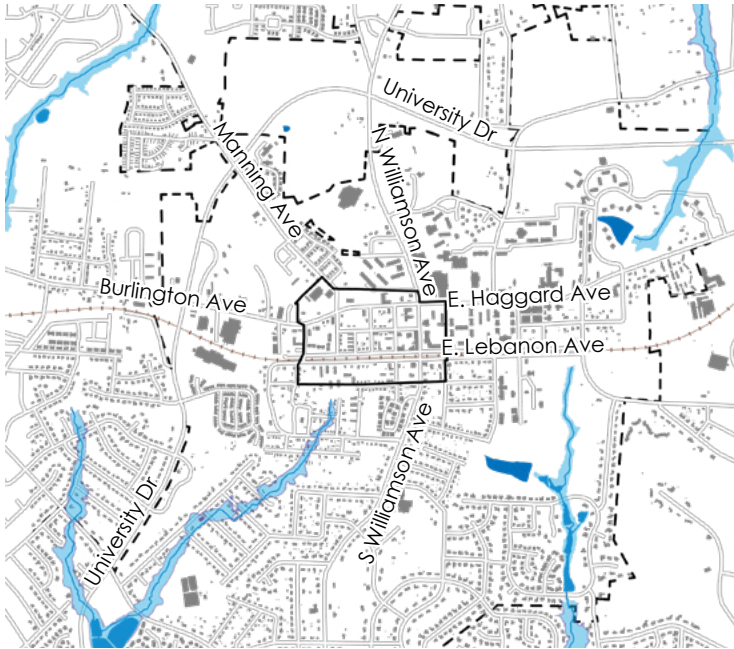 University Dr
Manning Ave
N Williamson Ave
Burlington Ave
E. Haggard Ave
E. Lebanon Ave
S Williamson Ave
University Dr